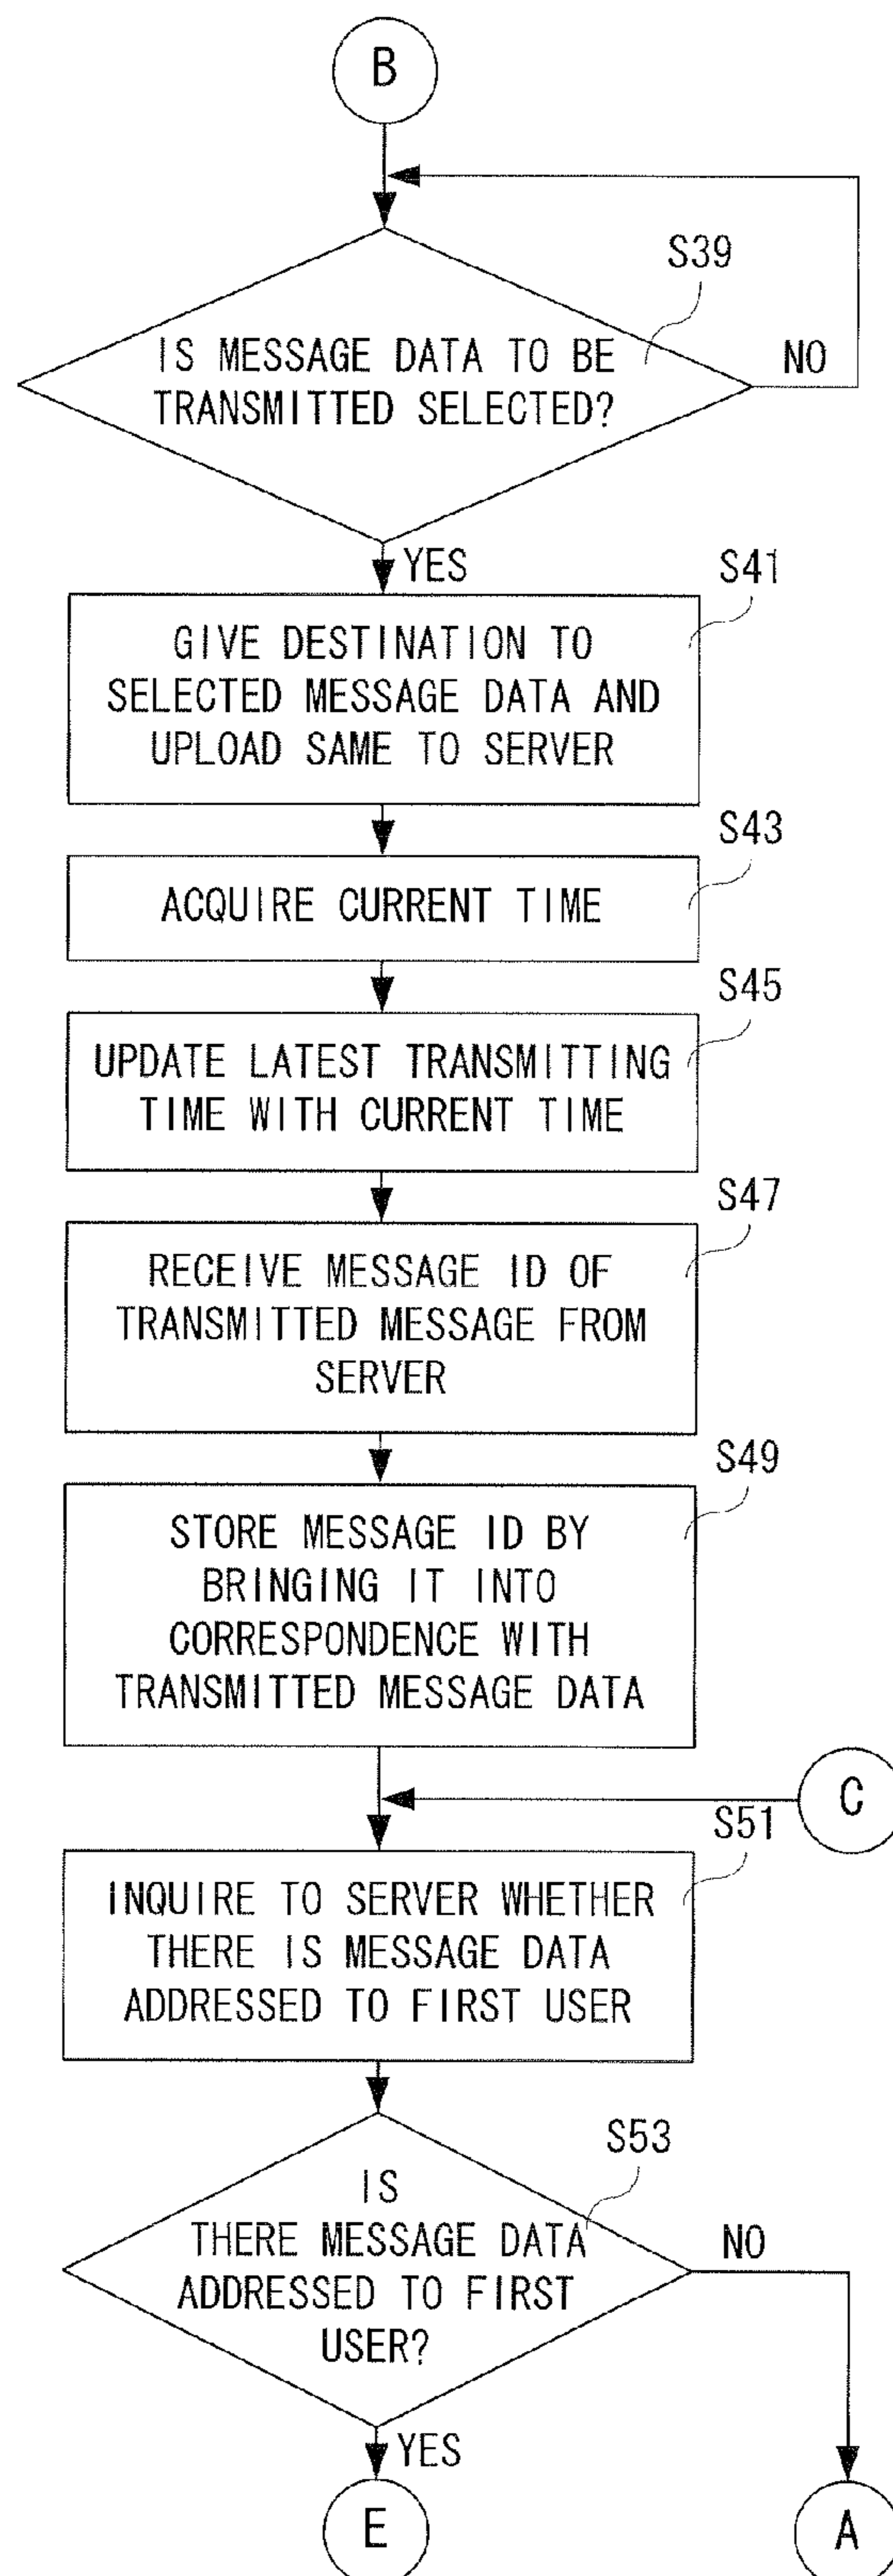 B
S39
IS MESSAGE DATA TO BE
TRANSMITTED SELECTED?
NO
YES
S41
GIVE DESTINATION TO
SELECTED MESSAGE DATA AND
UPLOAD SAME TO SERVER
S43
ACQUIRE CURRENT TIME
S45
UPDATE LATEST TRANSMITTING
TIME WITH CURRENT TIME
S47
RECEIVE MESSAGE ID OF
TRANSMITTED MESSAGE FROM
SERVER
S49
STORE MESSAGE ID BY
BRINGING IT INTO
CORRESPONDENCE WITH
TRANSMITTED MESSAGE DATA
C
S51
INQUIRE TO SERVER WHETHER
THERE IS MESSAGE DATA
ADDRESSED TO FIRST USER
S53
IS
THERE MESSAGE DATA
ADDRESSED TO FIRST
USER?
NO
YES
E
A